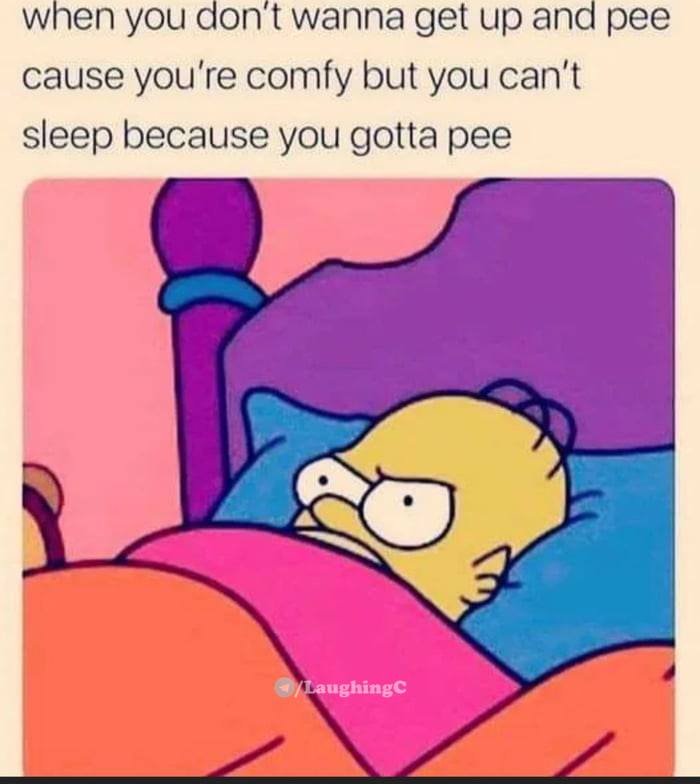 when you don't wanna get up and pee
cause you're comfy but you can't
sleep because you gotta pee
/LaughingC